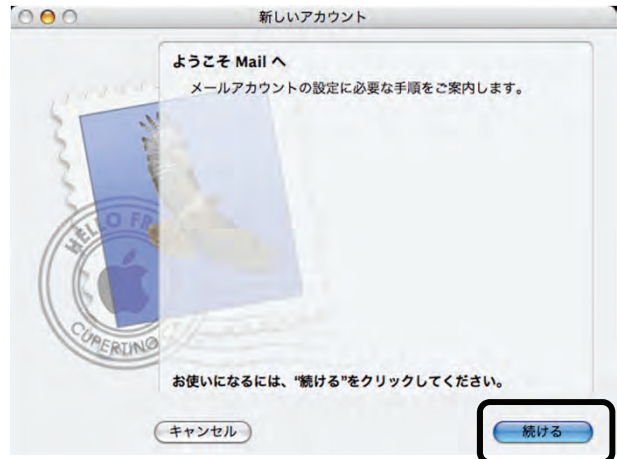 新しいアカウント
ようこそ Mail へ
メールアカウントの設定に必要な手順をご案内します。
HELLO FR
CUPERTINO
お使いになるには、“続ける”をクリックしてください。
キャンセル
続ける